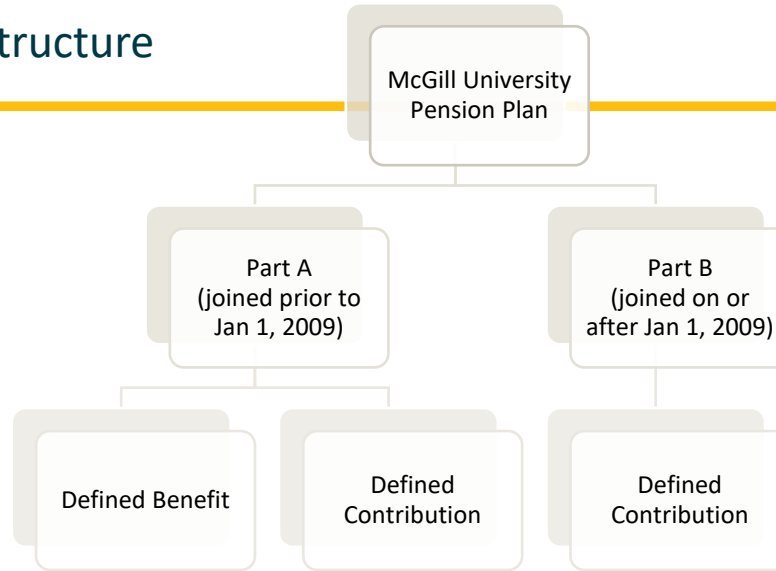 tructure
McGill University
Pension Plan
Part A
(joined prior to
Jan 1, 2009)
Part B
(joined on or
after Jan 1, 2009)
Defined Benefit
Defined
Contribution
Defined
Contribution